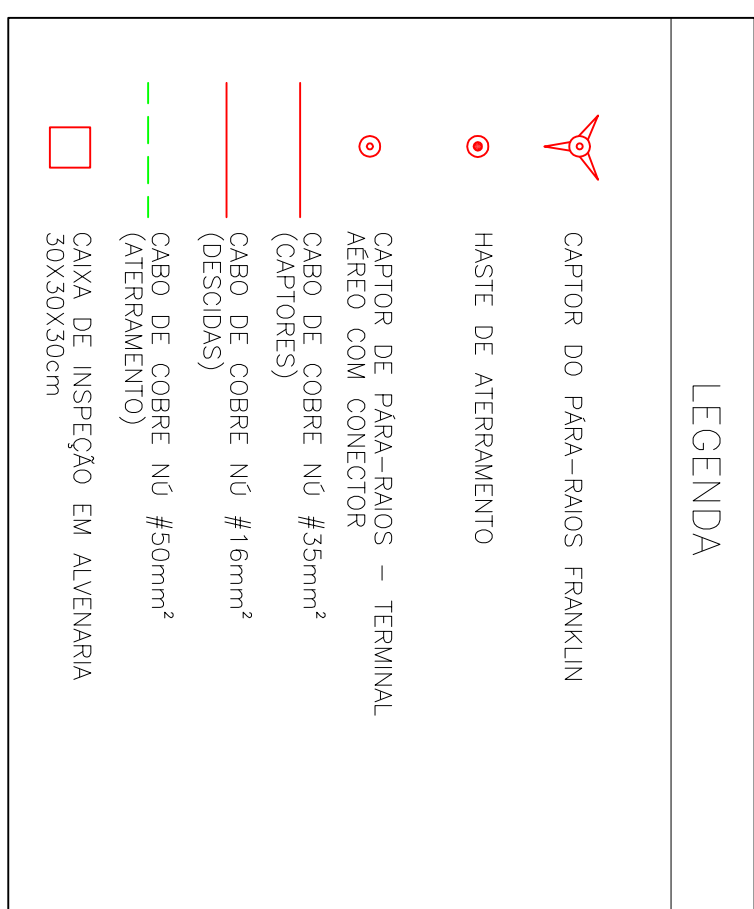 LEGENDA
CAPTOR DO PÁRA-RAIOS FRANKLIN
HASTE DE ATERRAMENTO
CAPTOR DE PÁRA-RAIOS - TERMINAL
AÉREO COM CONECTOR
CABO DE COBRE NÚ #35mm²
(CAPTORES)
CABO DE COBRE NÚ #16mm²
(DESCIDAS)
CABO DE COBRE NÚ #50mm²
(ATERRAMENTO)
CAIXA DE INSPEÇÃO EM ALVENARIA
30X30X30cm